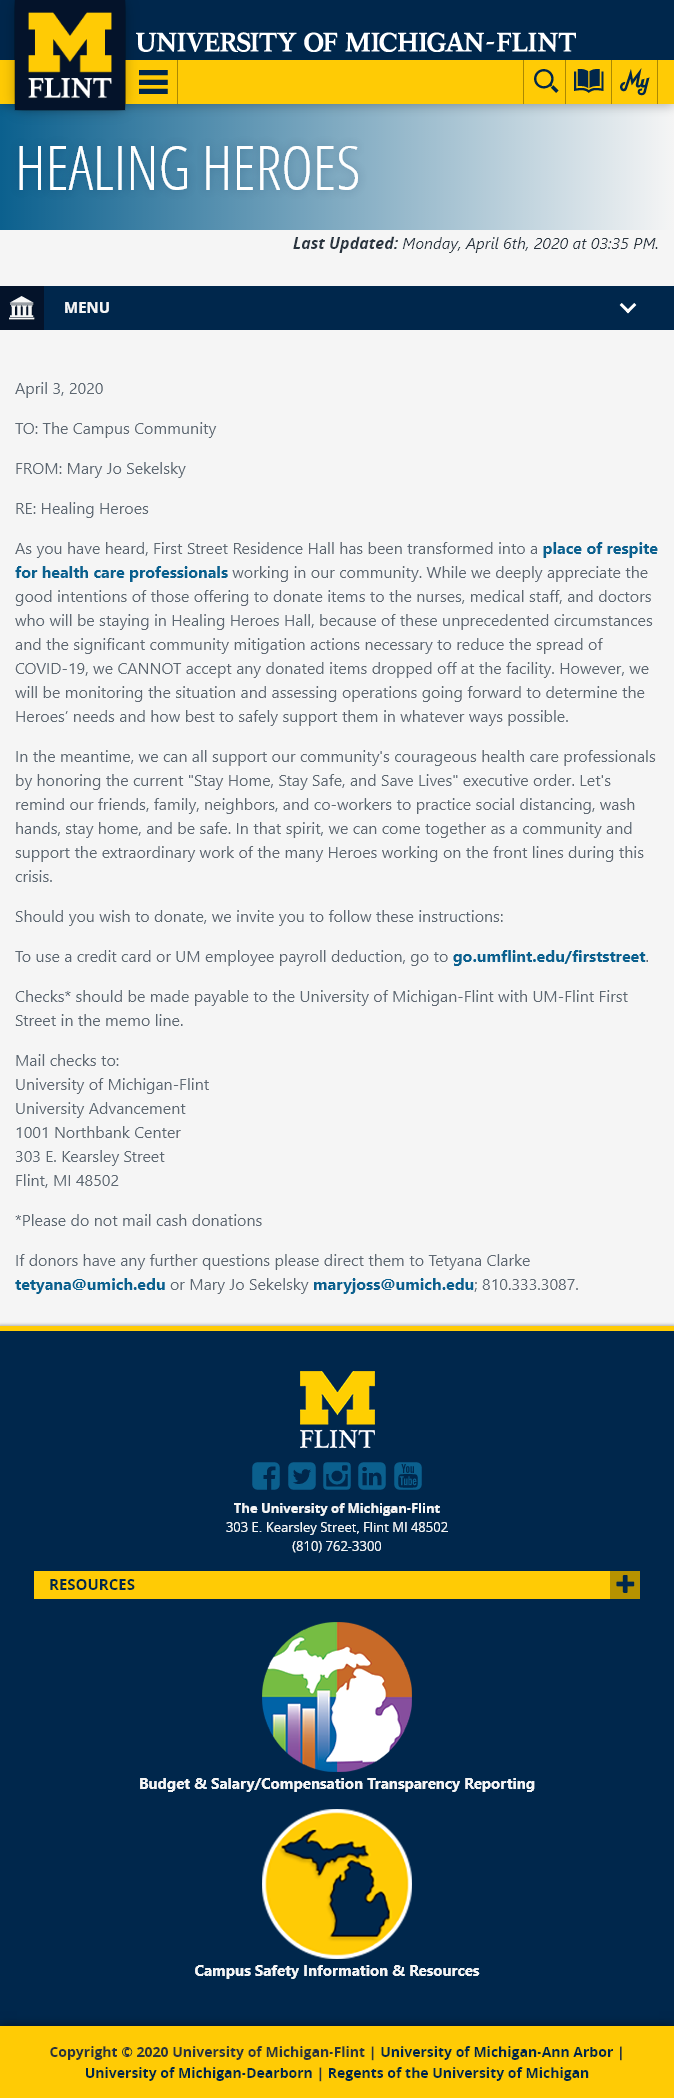 M
FLINT
UNIVERSITY OF MICHIGAN-FLINT
My
HEALING HEROES
Last Updated: Monday, April 6th, 2020 at 03:35 PM.
MENU
April 3, 2020
TO: The Campus Community
FROM: Mary Jo Sekelsky
RE: Healing Heroes
As you have heard, First Street Residence Hall has been transformed into a place of respite
for health care professionals working in our community. While we deeply appreciate the
good intentions of those offering to donate items to the nurses, medical staff, and doctors
who will be staying in Healing Heroes Hall, because of these unprecedented circumstances
and the significant community mitigation actions necessary to reduce the spread of
COVID-19, we CANNOT accept any donated items dropped off at the facility. However, we
will be monitoring the situation and assessing operations going forward to determine the
Heroes’ needs and how best to safely support them in whatever ways possible.
In the meantime, we can all support our community's courageous health care professionals
by honoring the current "Stay Home, Stay Safe, and Save Lives" executive order. Let's
remind our friends, family, neighbors, and co-workers to practice social distancing, wash
hands, stay home, and be safe. In that spirit, we can come together as a community and
support the extraordinary work of the many Heroes working on the front lines during this
crisis.
Should you wish to donate, we invite you to follow these instructions:
To use a credit card or UM employee payroll deduction, go to go.umflint.edu/firststreet.
Checks* should be made payable to the University of Michigan-Flint with UM-Flint First
Street in the memo line.
Mail checks to:
University of Michigan-Flint
University Advancement
1001 Northbank Center
303 E. Kearsley Street
Flint, MI 48502
*Please do not mail cash donations
If donors have any further questions please direct them to Tetyana Clarke
tetyana@umich.edu or Mary Jo Sekelsky maryjoss@umich.edu; 810.333.3087.
M
FLINT
You
Tube
The University of Michigan-Flint
303 E. Kearsley Street, Flint MI 48502
(810) 762-3300
RESOURCES
Budget & Salary/Compensation Transparency Reporting
Campus Safety Information & Resources
Copyright © 2020 University of Michigan-Flint | University of Michigan-Ann Arbor |
University of Michigan-Dearborn | Regents of the University of Michigan